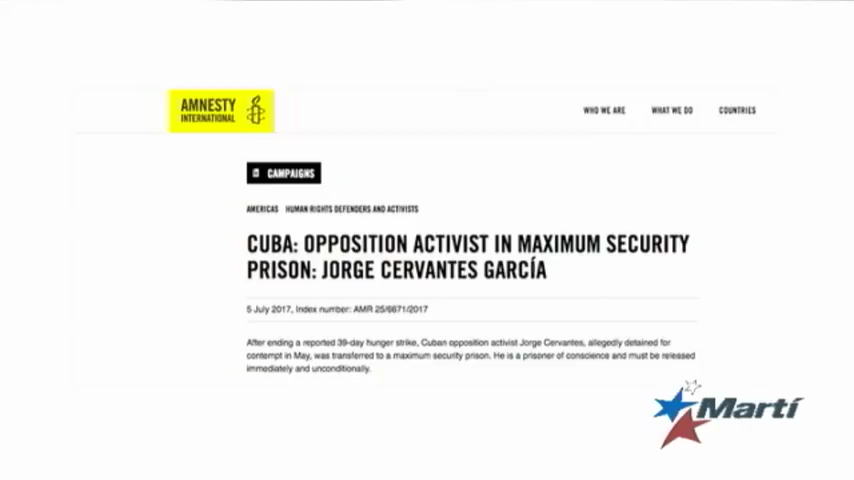 AMNESTY
INTERNATIONAL
WHO WE ARE
WHAT WE DO
COUNTRIES
CAMPAIGNS
AMERICAS HUMAN RIGHTS DEFENDERS AND ACTIVISTS
CUBA: OPPOSITION ACTIVIST IN MAXIMUM SECURITY
PRISON: JORGE CERVANTES GARCÍA
5 July 2017, Index number: AMR 25/6671/2017
After ending a reported 39-day hunger strike, Cuban opposition activist Jorge Cervantes, allegedly detained for
contempt in May, was transferred to a maximum security prison. He is a prisoner of conscience and must be released
immediately and unconditionally.
Martí